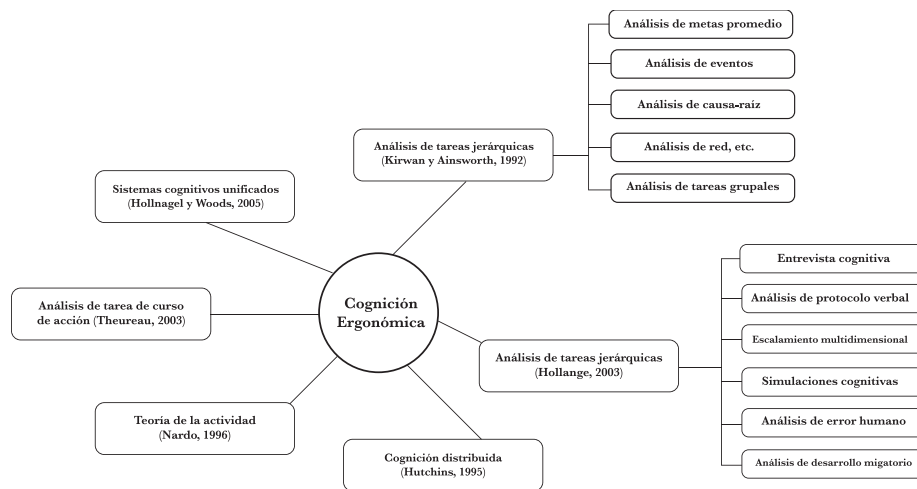 Análisis de metas promedio
Análisis de eventos
Análisis de causa-raíz
Análisis de red, etc.
Análisis de tareas grupales
Análisis de tareas jerárquicas
(Kirwan y Ainsworth, 1992)
Sistemas cognitivos unificados
(Hollnagel y Woods, 2005)
Análisis de tarea de curso
de acción (Theureau, 2003)
Cognición
Ergonómica
Teoría de la actividad
(Nardo, 1996)
Cognición distribuida
(Hutchins, 1995)
Análisis de tareas jerárquicas
(Hollange, 2003)
Entrevista cognitiva
Análisis de protocolo verbal
Escalamiento multidimensional
Simulaciones cognitivas
Análisis de error humano
Análisis de desarrollo migratorio